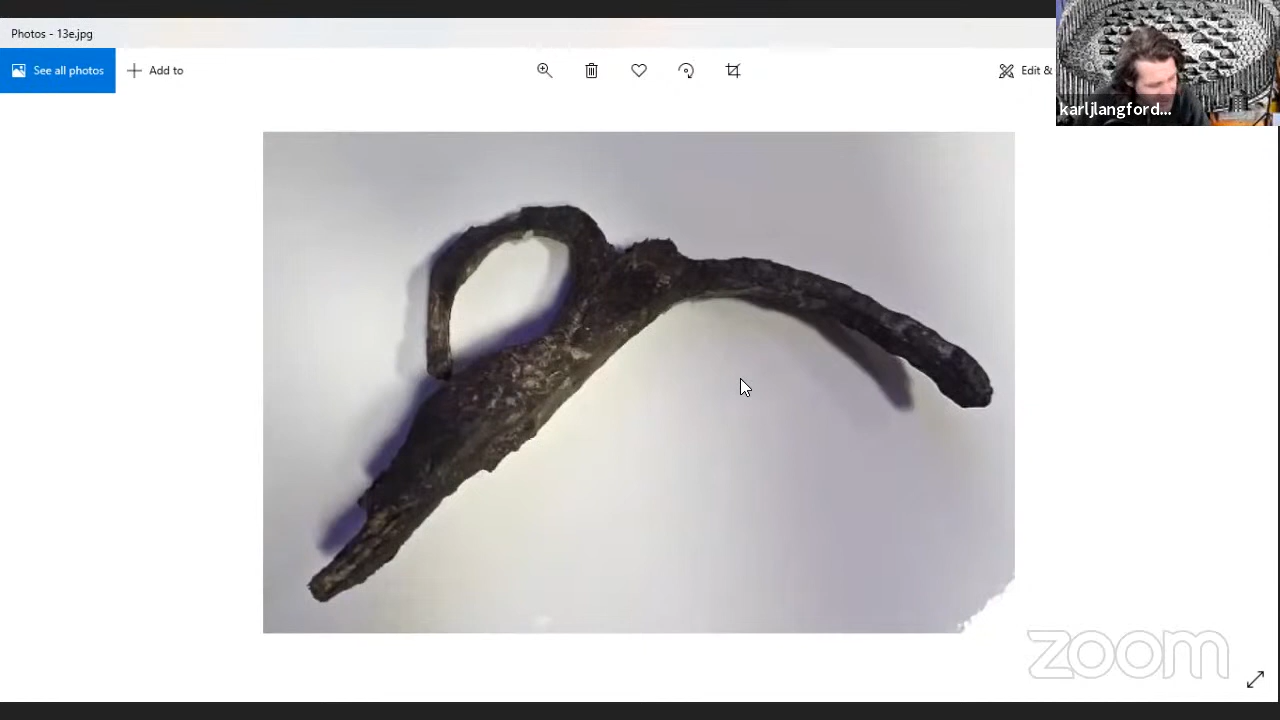 Photos - 13e.jpg
See all photos
Add to
Edit &
karljlangford...
zoom